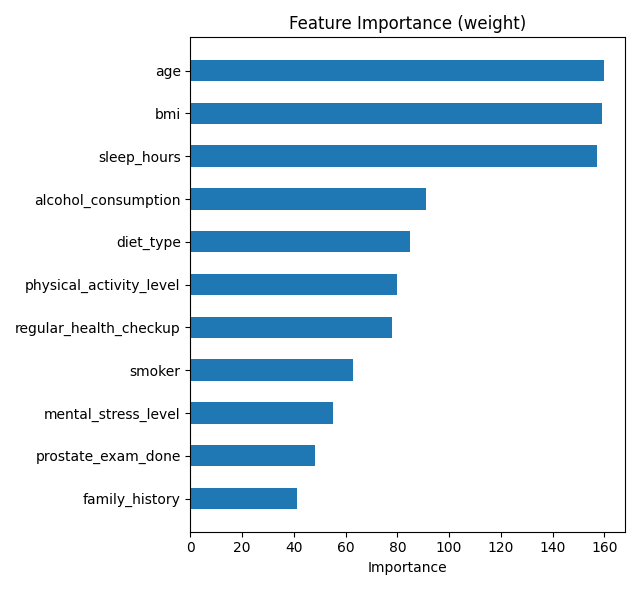 Feature Importance (weight)
age
bmi
sleep_hours
alcohol_consumption
diet_type
physical_activity_level
regular_health_checkup
smoker
mental_stress_level
prostate_exam_done
family_history
0 20 40 60 80 100 120 140 160
Importance